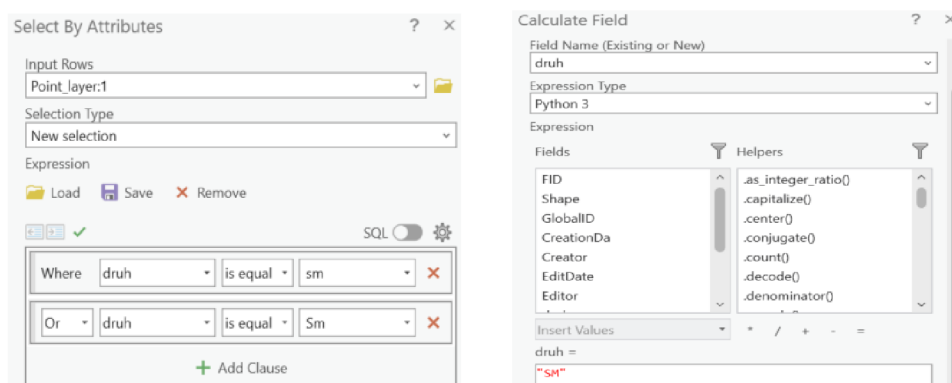 Select By Attributes ? ×
Input Rows
Point_layer:1
Selection Type
New selection
Expression
Load Save Remove
SQL
Where druh is equal sm
Or druh is equal Sm
+ Add Clause
Calculate Field ?
Field Name (Existing or New)
druh
Expression Type
Python 3
Expression
Fields Helpers
FID .as_integer_ratio()
Shape .capitalize()
GlobalID .center()
CreationDa .conjugate()
Creator .count()
EditDate .decode()
Editor .denominator()
Insert Values * / + - =
druh =
"SM"